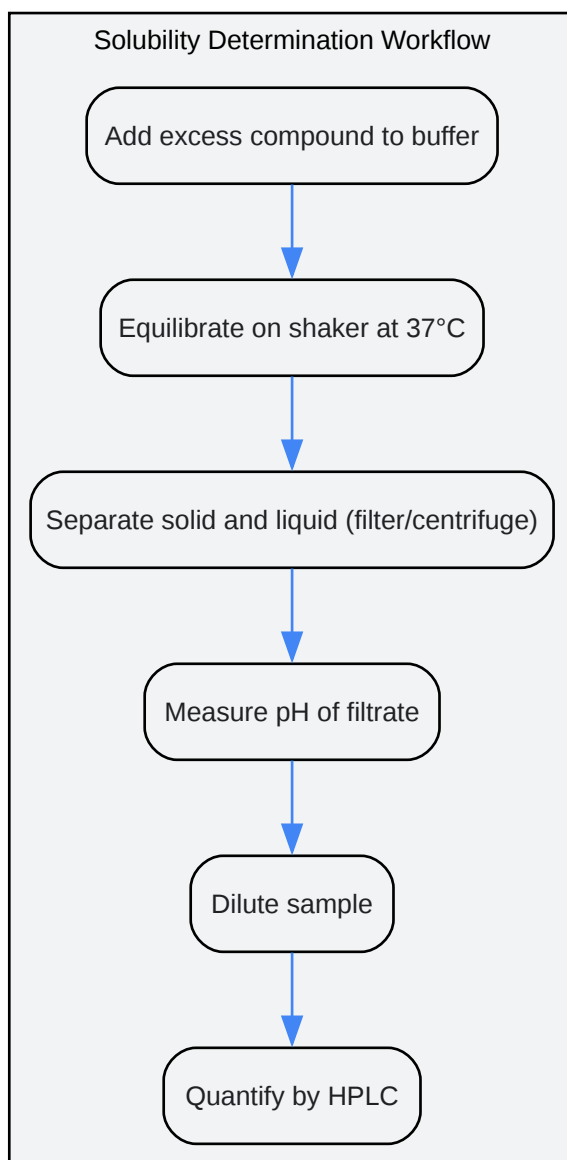 Solubility Determination Workflow
Add excess compound to buffer
Equilibrate on shaker at 37°C
Separate solid and liquid (filter/centrifuge)
Measure pH of filtrate
Dilute sample
Quantify by HPLC